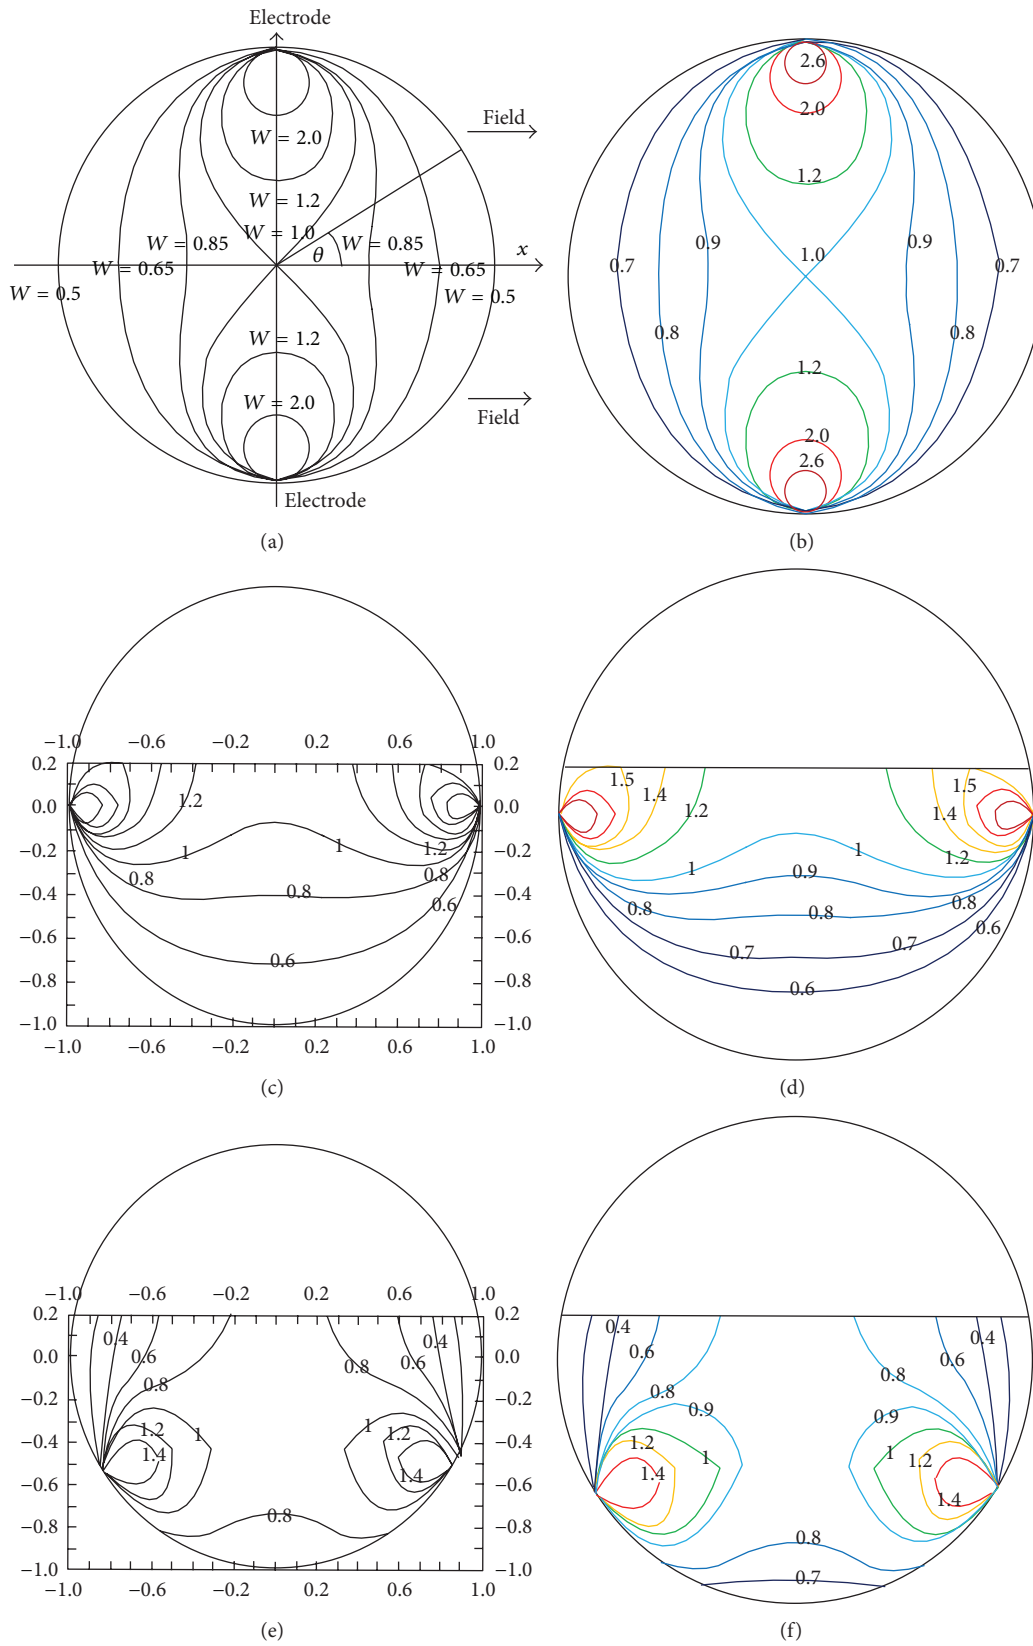 Electrode
Field
W = 2.0
W = 1.2
W = 1.0
W = 0.85
θ
W = 0.85
x
W = 0.65
W = 0.65
W = 0.5
W = 0.5
W = 1.2
W = 2.0
Field
Electrode
(a)
2.6
2.0
1.2
0.9
1.0
0.9
0.7
0.7
0.8
0.8
1.2
2.0
2.6
(b)
−1.0 −0.6 −0.2 0.2 0.6 1.0
0.2 0.2
0.0 1.2 0.0
−0.2 1 1 1.2 −0.2
0.8 0.8
−0.4 0.8 0.6 −0.4
−0.6 −0.6
0.6
−0.8 −0.8
−1.0 −1.0
−1.0 −0.6 −0.2 0.2 0.6 1.0
(c)
1.5 1.5
1.4 1.4
1.2
1 1 1.2
0.9
0.8 0.8 0.8
0.6
0.7 0.7
0.6
(d)
−1.0 −0.6 −0.2 0.2 0.6 1.0
0.2 0.2
0.4 0.4
0.0 0.6 0.8 0.6 0.0
0.8
−0.2 −0.2
1.2 1 1 1.2
−0.4 1.4 −0.4
1.4
−0.6 −0.6
0.8
−0.8 −0.8
−1.0 −1.0
−1.0 −0.6 −0.2 0.2 0.6 1.0
(e)
0.4 0.4
0.6 0.6
0.8 0.8
0.9 0.9
1.2 1 1 1.2
1.4 1.4
0.8
0.7
(f)